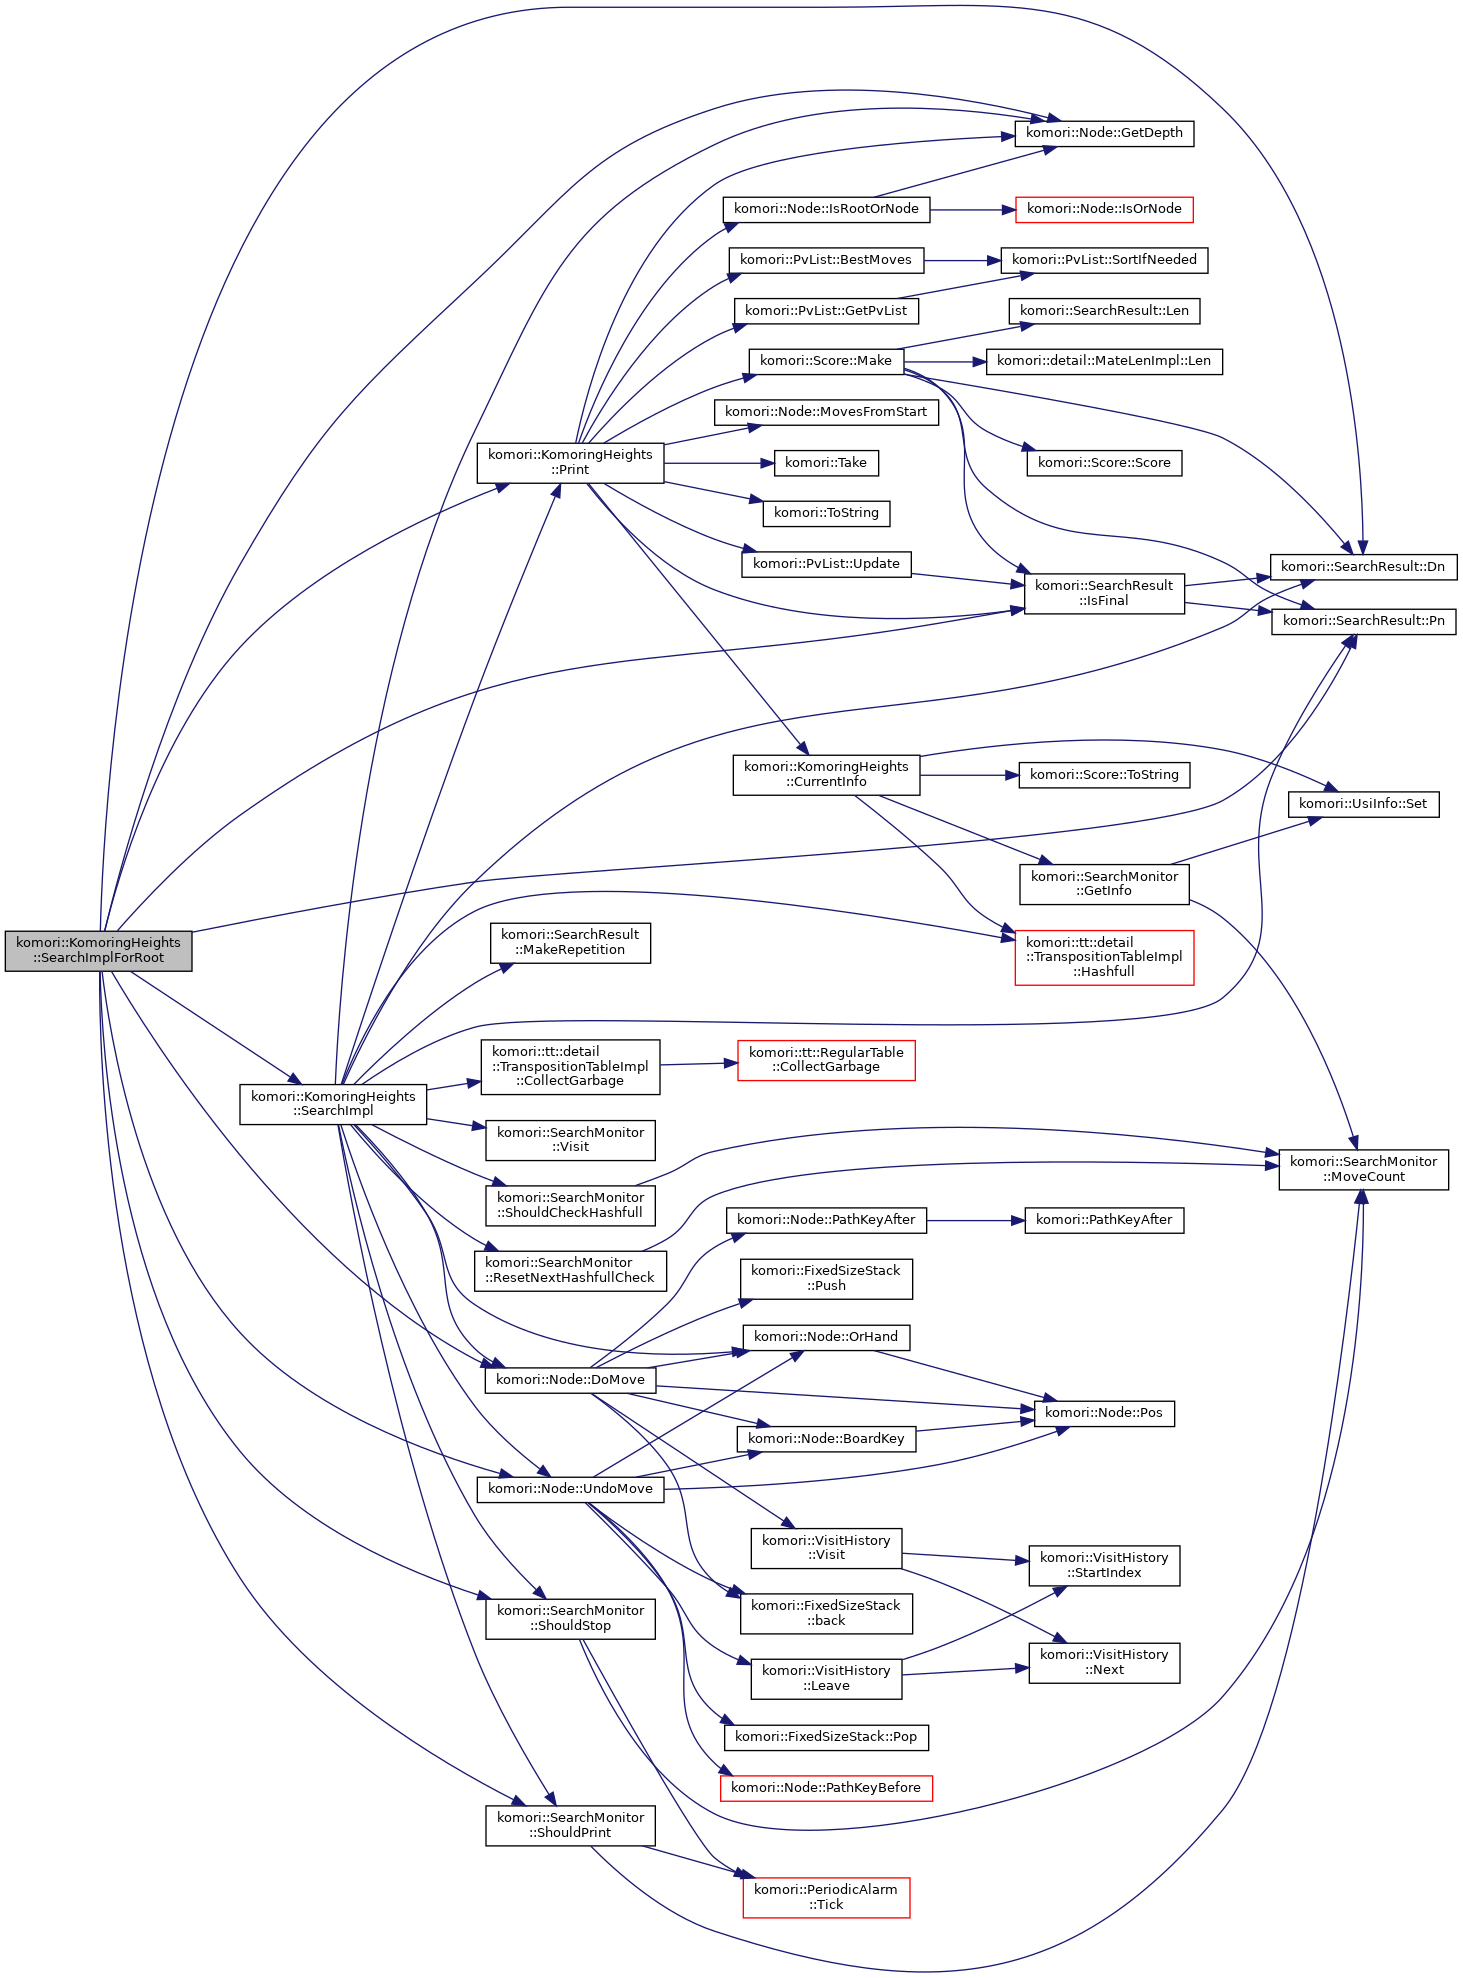 komori::Node::GetDepth
komori::Node::IsRootOrNode
komori::Node::IsOrNode
komori::PvList::BestMoves
komori::PvList::SortIfNeeded
komori::PvList::GetPvList
komori::SearchResult::Len
komori::Score::Make
komori::detail::MateLenImpl::Len
komori::Node::MovesFromStart
komori::KomoringHeights
::Print
komori::Take
komori::Score::Score
komori::ToString
komori::PvList::Update
komori::SearchResult
::IsFinal
komori::SearchResult::Dn
komori::SearchResult::Pn
komori::KomoringHeights
::CurrentInfo
komori::Score::ToString
komori::UsiInfo::Set
komori::SearchMonitor
::GetInfo
komori::KomoringHeights
::SearchImplForRoot
komori::SearchResult
::MakeRepetition
komori::tt::detail
::TranspositionTableImpl
::Hashfull
komori::tt::detail
::TranspositionTableImpl
::CollectGarbage
komori::tt::RegularTable
::CollectGarbage
komori::KomoringHeights
::SearchImpl
komori::SearchMonitor
::Visit
komori::SearchMonitor
::MoveCount
komori::SearchMonitor
::ShouldCheckHashfull
komori::Node::PathKeyAfter
komori::PathKeyAfter
komori::SearchMonitor
::ResetNextHashfullCheck
komori::FixedSizeStack
::Push
komori::Node::OrHand
komori::Node::DoMove
komori::Node::Pos
komori::Node::BoardKey
komori::Node::UndoMove
komori::VisitHistory
::Visit
komori::VisitHistory
::StartIndex
komori::SearchMonitor
::ShouldStop
komori::FixedSizeStack
::back
komori::VisitHistory
::Leave
komori::VisitHistory
::Next
komori::FixedSizeStack::Pop
komori::Node::PathKeyBefore
komori::SearchMonitor
::ShouldPrint
komori::PeriodicAlarm
::Tick